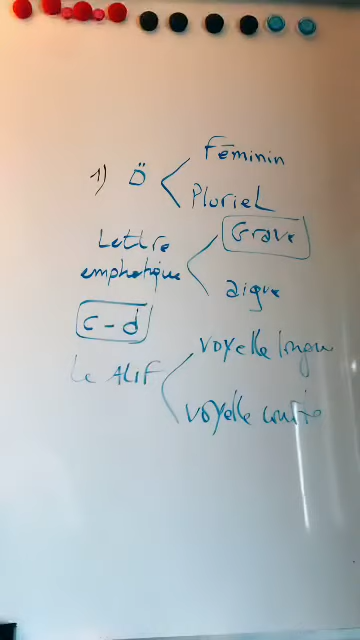 Féminin
1) Ö
Pluriel
Lettre
emphatique
Grave
aigue
c-d
voyelle longue
Le ALIF
voyelle courte